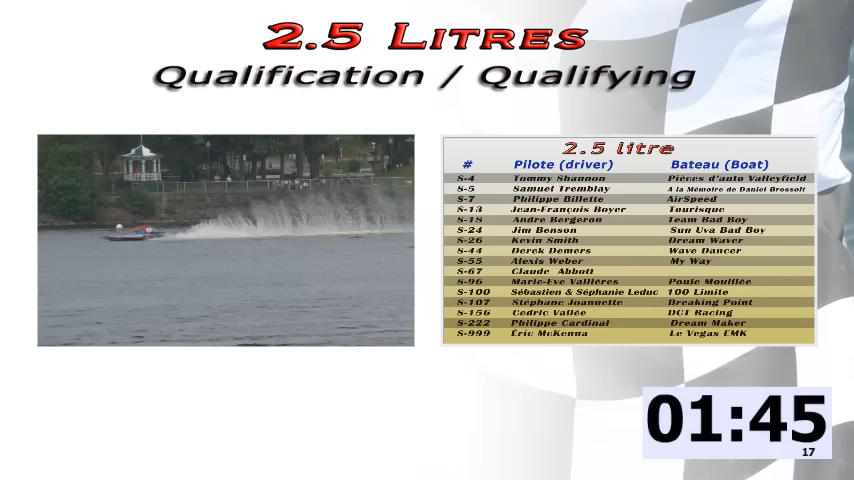 2.5 LITRES
Qualification / Qualifying
2.5 litre
# Pilote (driver) Bateau (Boat)
S-4 Tommy Shannon Pièces d'auto Valleyfield
S-5 Samuel Tremblay A la Mémoire de Daniel Brossoit
S-7 Philippe Billette AirSpeed
S-13 Jean-François Boyer Tourisque
S-18 Andre Bergeron Team Bad Boy
S-24 Jim Benson Sun Uva Bad Boy
S-26 Kevin Smith Dream Waver
S-44 Derek Demers Wave Dancer
S-55 Alexis Weber My Way
S-67 Claude Abbott
S-96 Marie-Eve Vallières Poule Mouillée
S-100 Sébastien & Séphanie Leduc 100 Limite
S-107 Stéphane Joannette Breaking Point
S-156 Cedric Vallée DCT Racing
S-222 Philippe Cardinal Dream Maker
S-999 Éric McKenna Le Vegas EMK
01:45
17